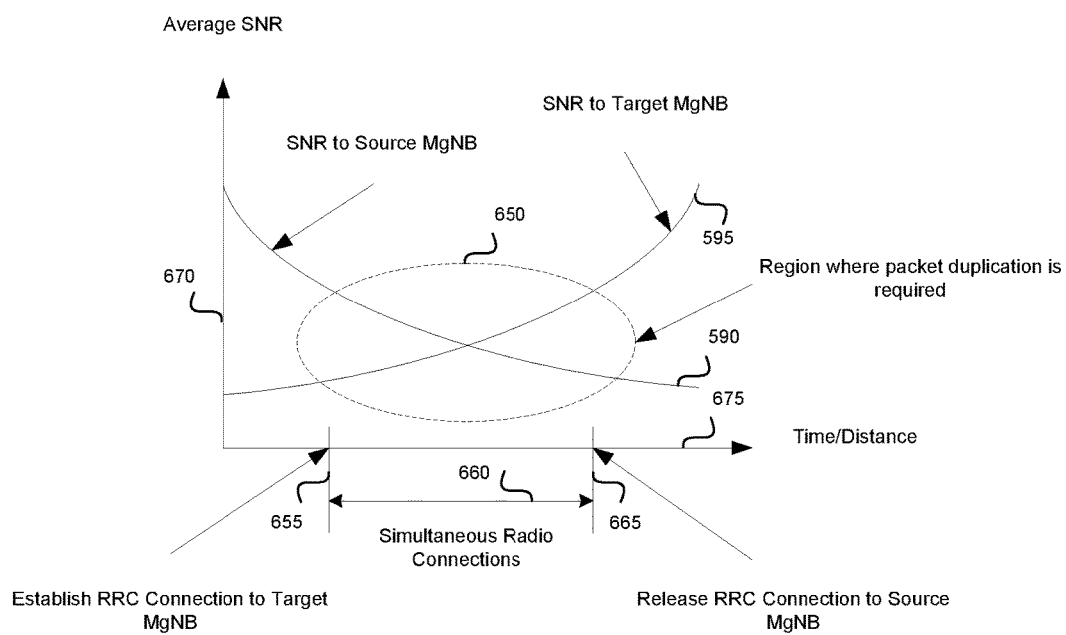 Average SNR
SNR to Target MgNB
SNR to Source MgNB
650
595
670
Region where packet duplication is
required
590
675
Time/Distance
660
655
665
Simultaneous Radio
Connections
Establish RRC Connection to Target
MgNB
Release RRC Connection to Source
MgNB